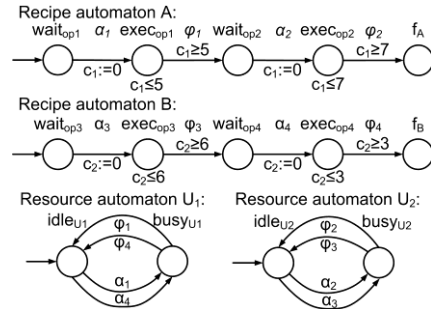 Recipe automaton A:
wait_op1 α₁ exec_op1 φ₁ wait_op2 α₂ exec_op2 φ₂ f_A
c₁≥5 c₁≥7
c₁:=0 c₁:=0
c₁≤5 c₁≤7
Recipe automaton B:
wait_op3 α₃ exec_op3 φ₃ wait_op4 α₄ exec_op4 φ₄ f_B
c₂≥6 c₂≥3
c₂:=0 c₂:=0
c₂≤6 c₂≤3
Resource automaton U₁: Resource automaton U₂:
idle_U1 busy_U1 idle_U2 busy_U2
φ₁ φ₂
φ₄ φ₃
α₁ α₂
α₄ α₃